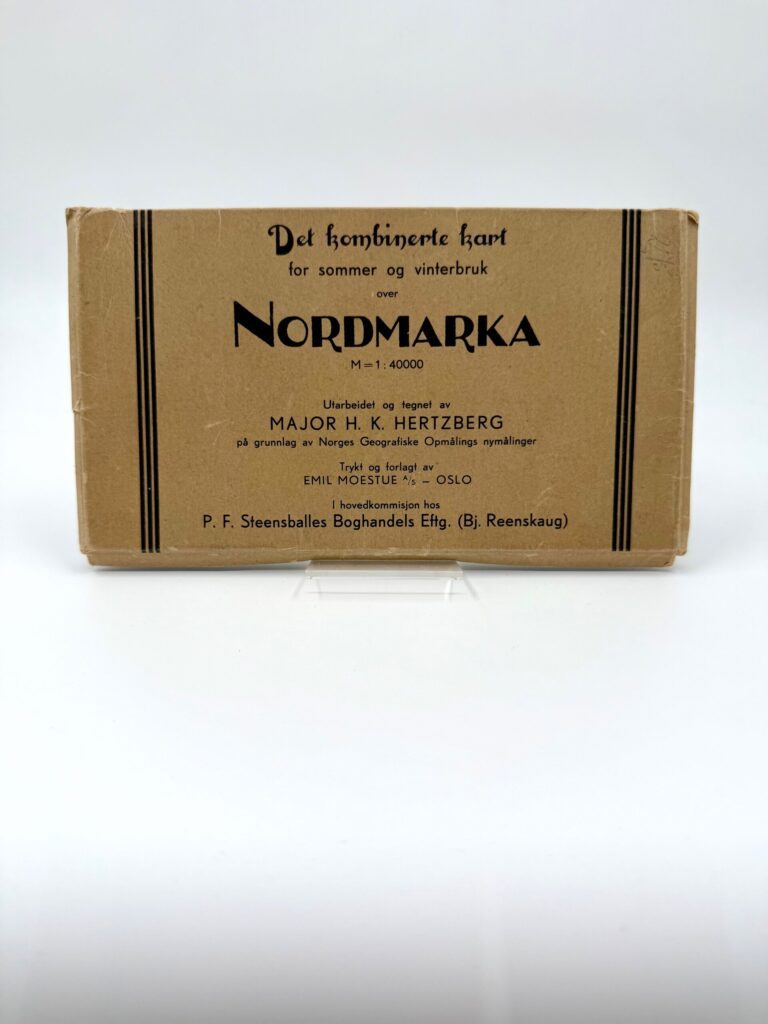 Det kombinerte kart
for sommer og vinterbruk
over
NORDMARKA
M = 1 : 40000
Utarbeidet og tegnet av
MAJOR H. K. HERTZBERG
på grunnlag av Norges Geografiske Opmålings nymålinger
Trykt og forlagt av
EMIL MOESTUE A/S – OSLO
I hovedkommisjon hos
P. F. Steensballes Boghandels Eftg. (Bj. Reenskaug)